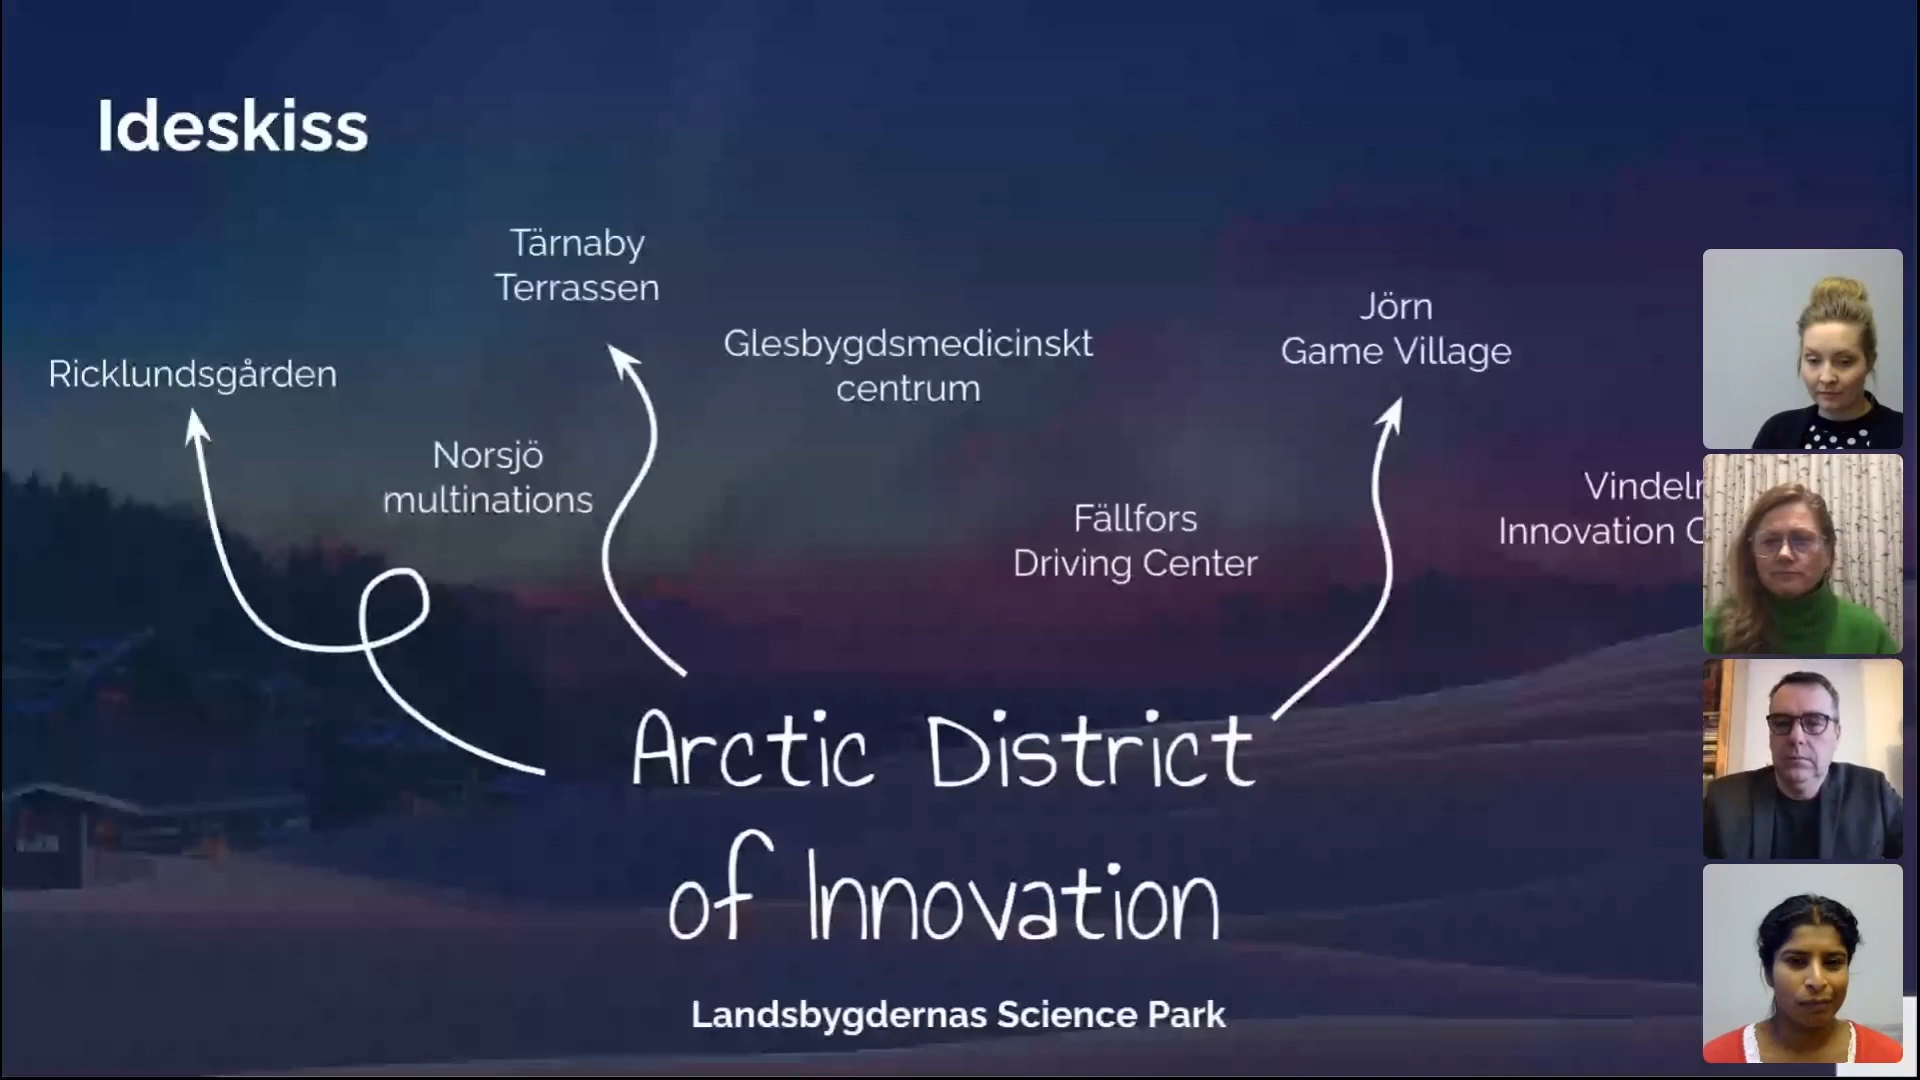 Ideskiss
Tärnaby
Terrassen
Ricklundsgården
Glesbygdsmedicinskt
centrum
Jörn
Game Village
Norsjö
multinations
Fällfors
Driving Center
Innovation
Arctic District
of Innovation
Landsbygdernas Science Park